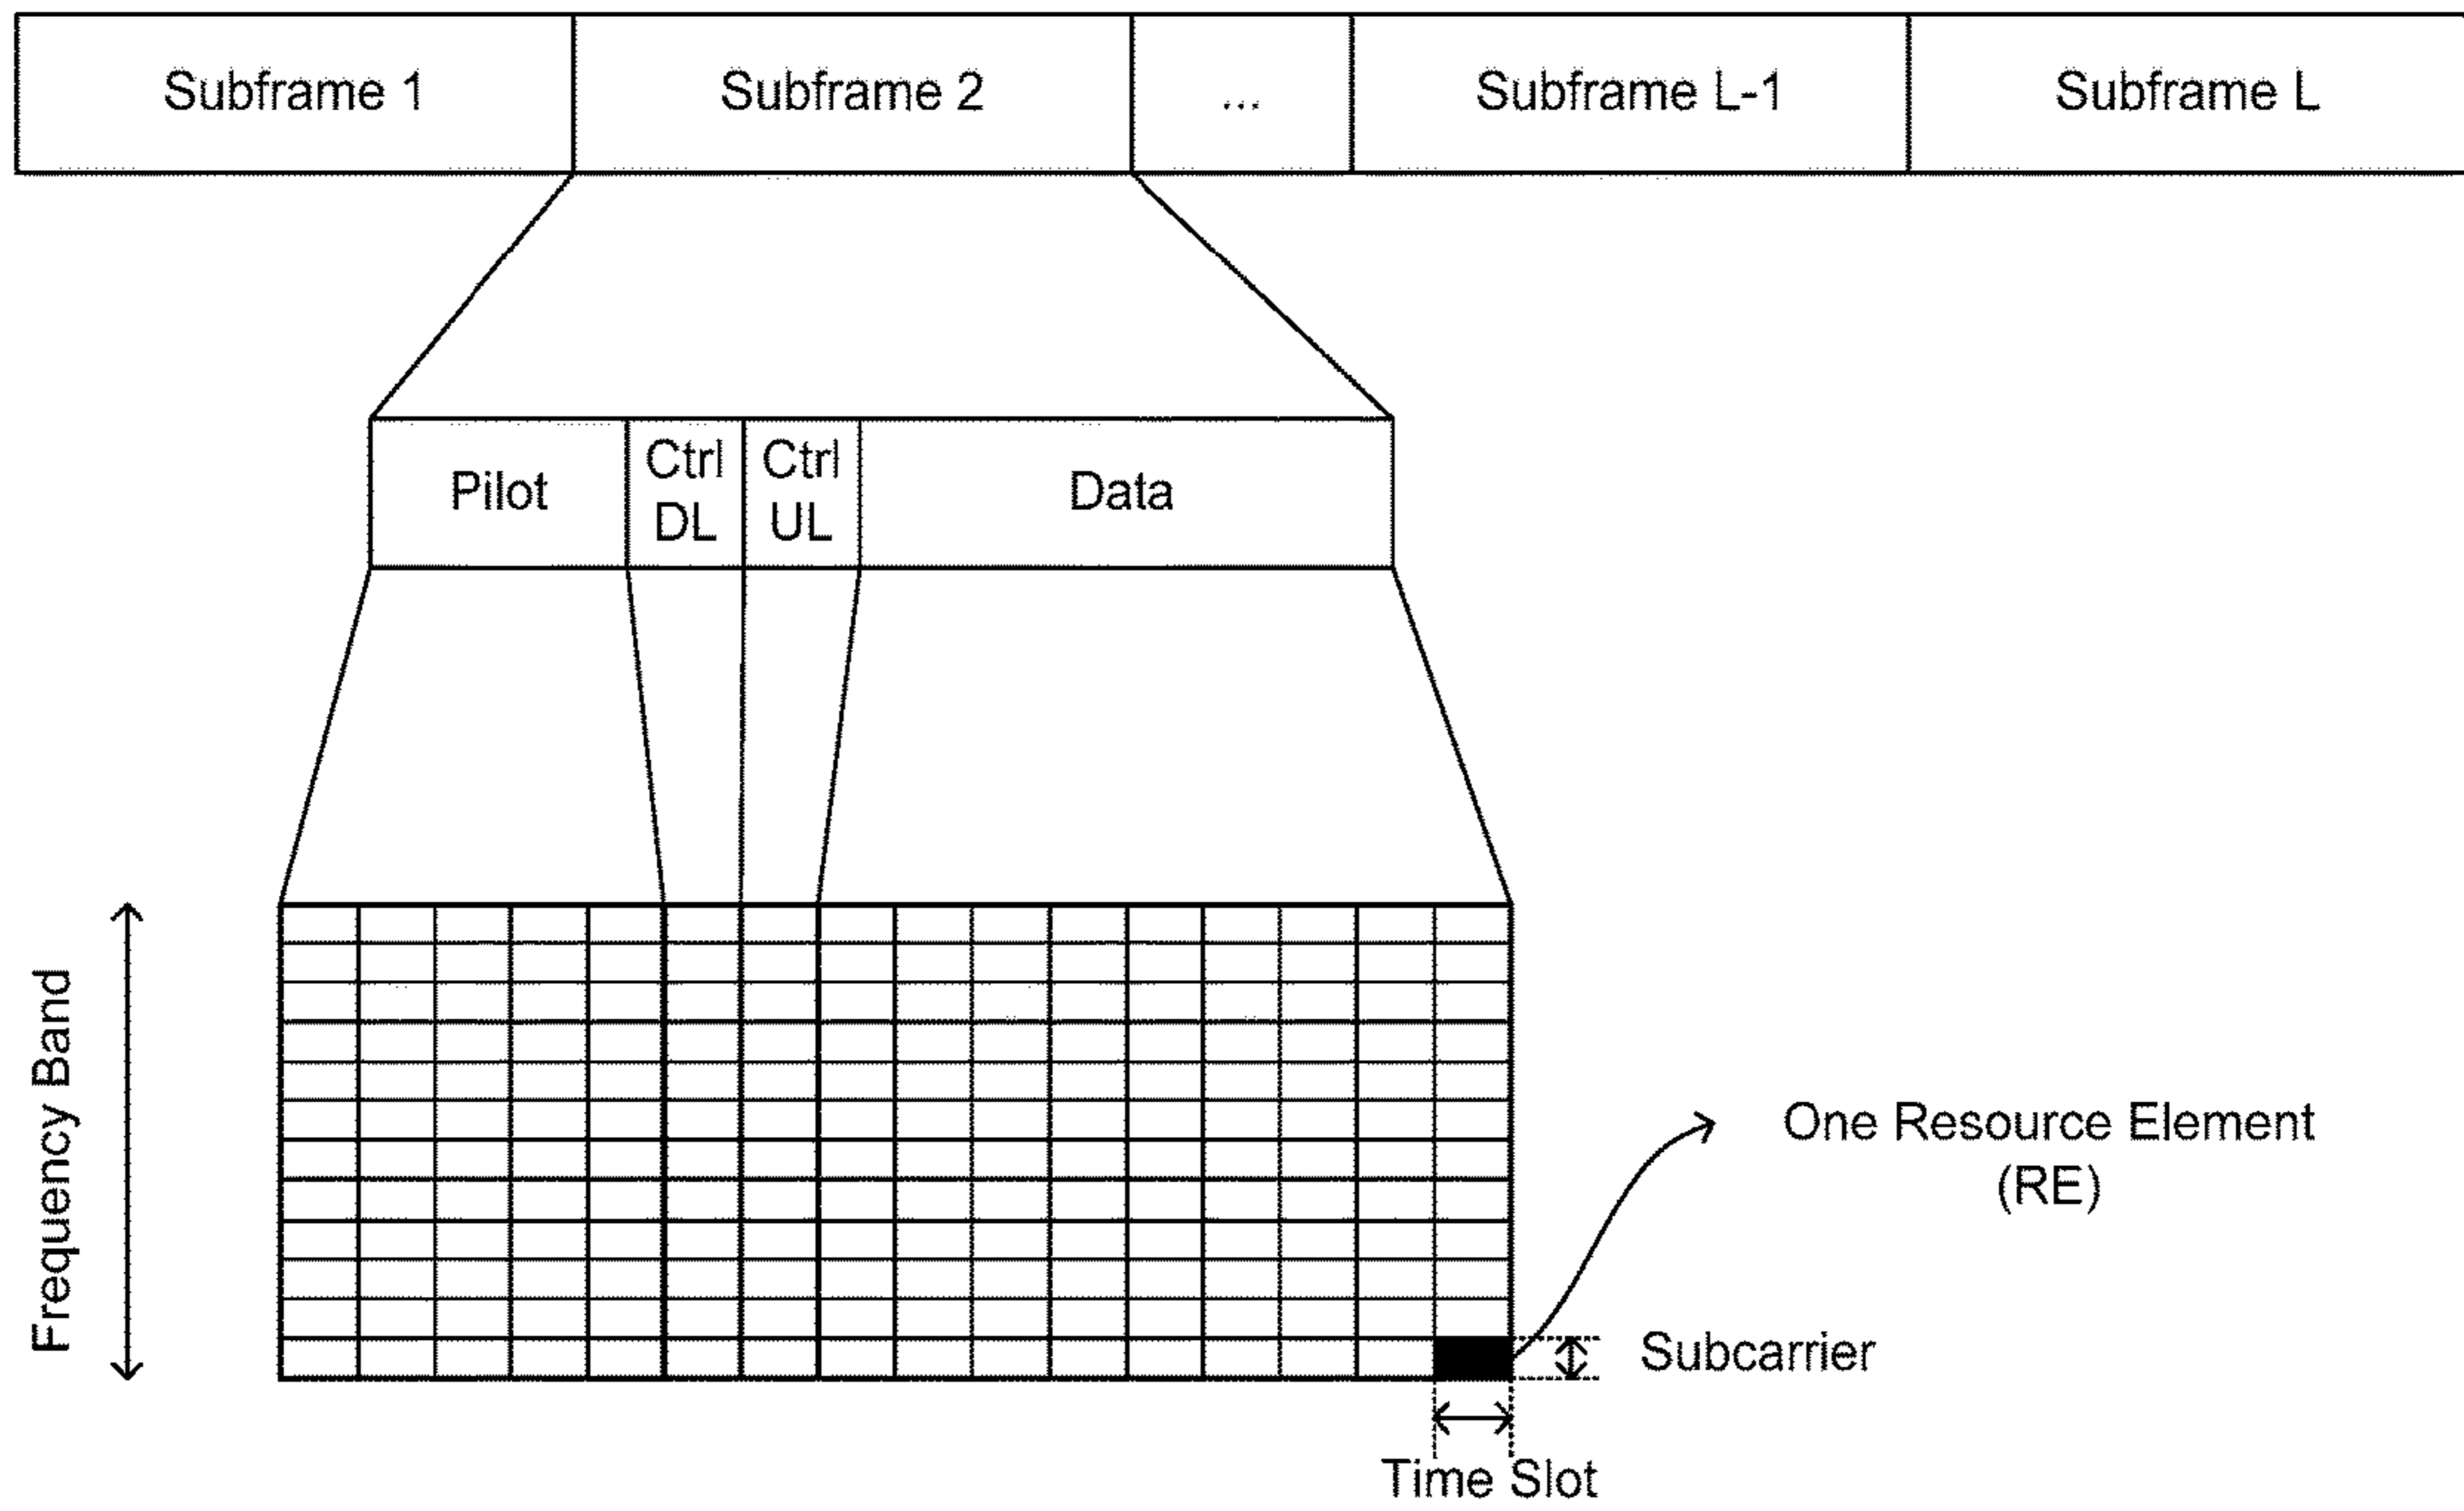 Subframe 1
Subframe 2
...
Subframe L-1
Subframe L
Pilot
Ctrl
DL
Ctrl
UL
Data
Frequency Band
One Resource Element
(RE)
Subcarrier
Time Slot